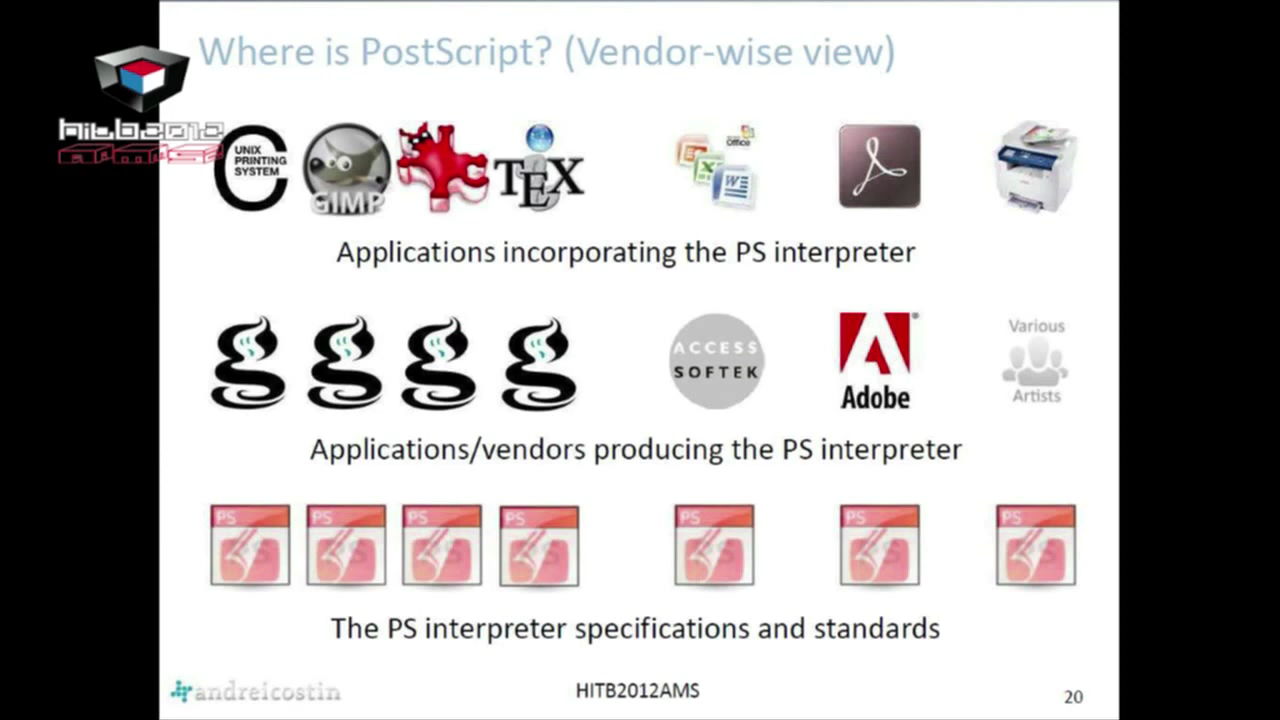 Where is PostScript? (Vendor-wise view)
hitb2012
ams
UNIX
PRINTING
SYSTEM
GIMP
TEX
Office
Applications incorporating the PS interpreter
ACCESS
SOFTEK
Adobe
Various
Artists
Applications/vendors producing the PS interpreter
PS
PS
PS
PS
PS
PS
PS
The PS interpreter specifications and standards
andreicostin
HITB2012AMS
20